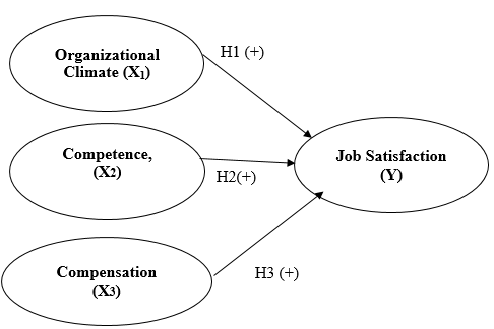 Organizational
Climate (X₁)
H1 (+)
Competence,
(X2)
H2(+)
Job Satisfaction
(Y)
Compensation
(X3)
H3 (+)